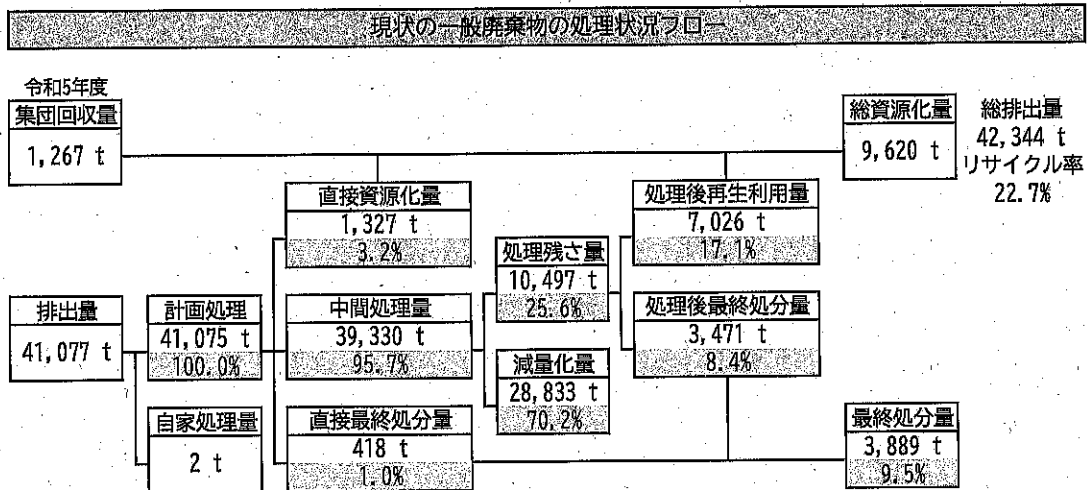 現状の一般廃棄物の処理状況フロー
令和5年度
集団回収量
1,267 t
総資源化量
9,620 t
総排出量
42,344 t
リサイクル率
22.7%
直接資源化量
1,327 t
3.2%
処理後再生利用量
7,026 t
17.1%
処理残さ量
10,497 t
25.6%
排出量
41,077 t
計画処理
41,075 t
100.0%
中間処理量
39,330 t
95.7%
処理後最終処分量
3,471 t
8.4%
減量化量
28,833 t
70.2%
自家処理量
2 t
直接最終処分量
418 t
1.0%
最終処分量
3,889 t
9.5%